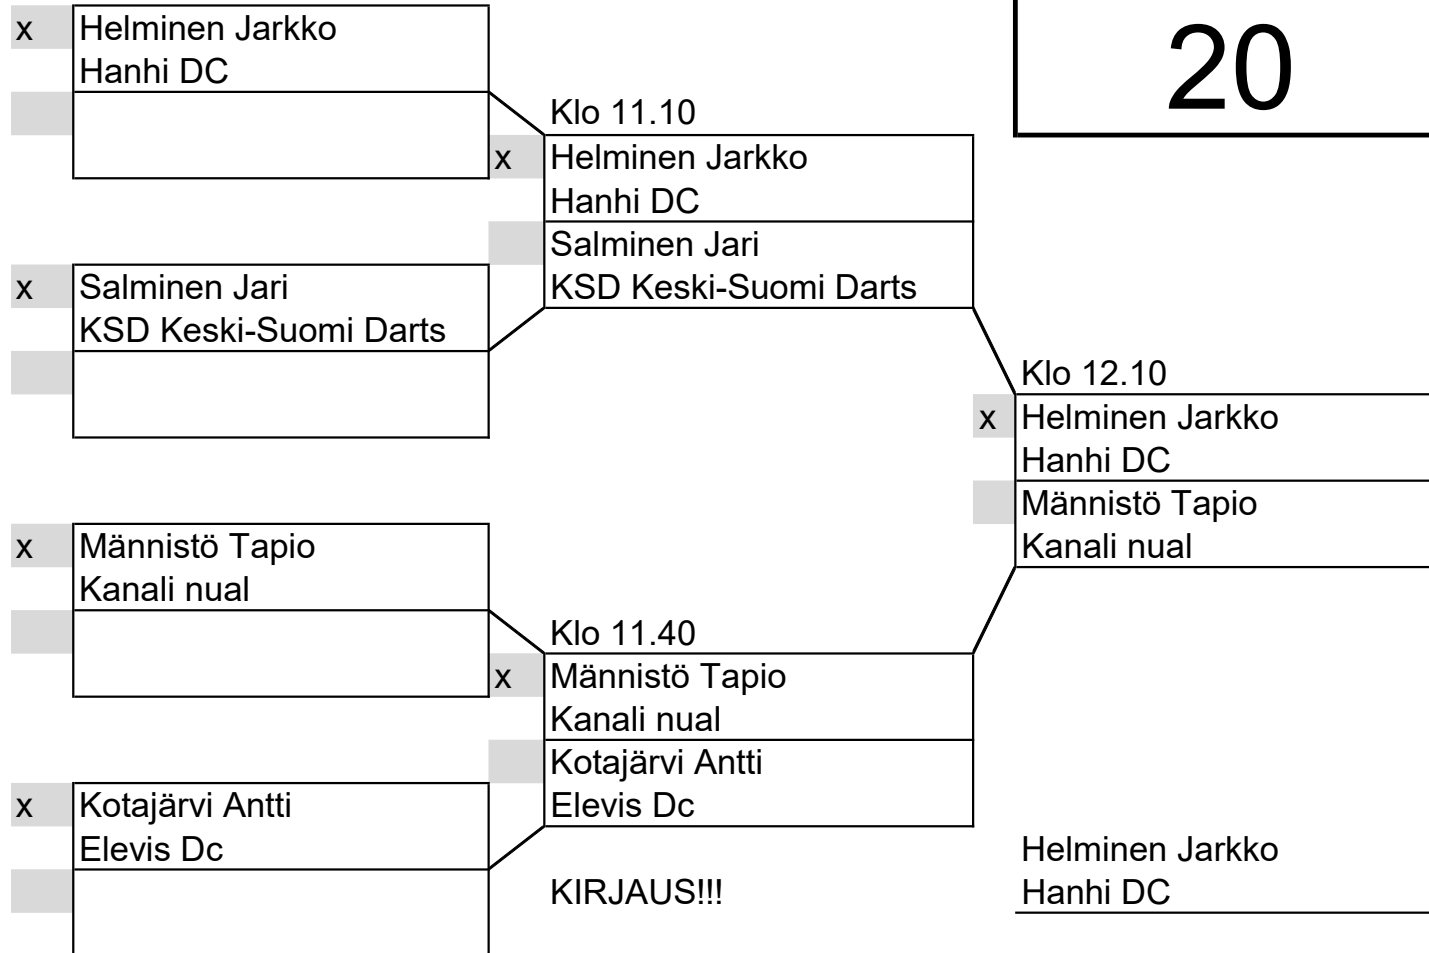 x Helminen Jarkko
Hanhi DC
x Salminen Jari
KSD Keski-Suomi Darts
x Männistö Tapio
Kanali nual
x Kotajärvi Antti
Elevis Dc
Klo 11.10
x Helminen Jarkko
Hanhi DC
Salminen Jari
KSD Keski-Suomi Darts
Klo 11.40
x Männistö Tapio
Kanali nual
Kotajärvi Antti
Elevis Dc
KIRJAUS!!!
20
Klo 12.10
x Helminen Jarkko
Hanhi DC
Männistö Tapio
Kanali nual
Helminen Jarkko
Hanhi DC